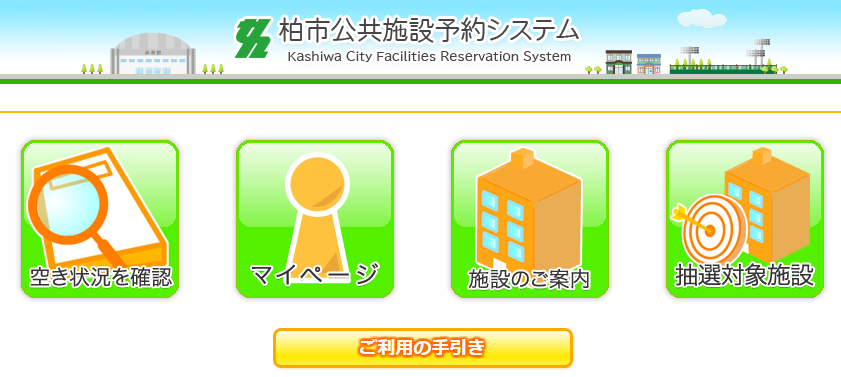 柏市公共施設予約システム
Kashiwa City Facilities Reservation System
空き状況を確認
マイページ
施設のご案内
抽選対象施設
ご利用の手引き